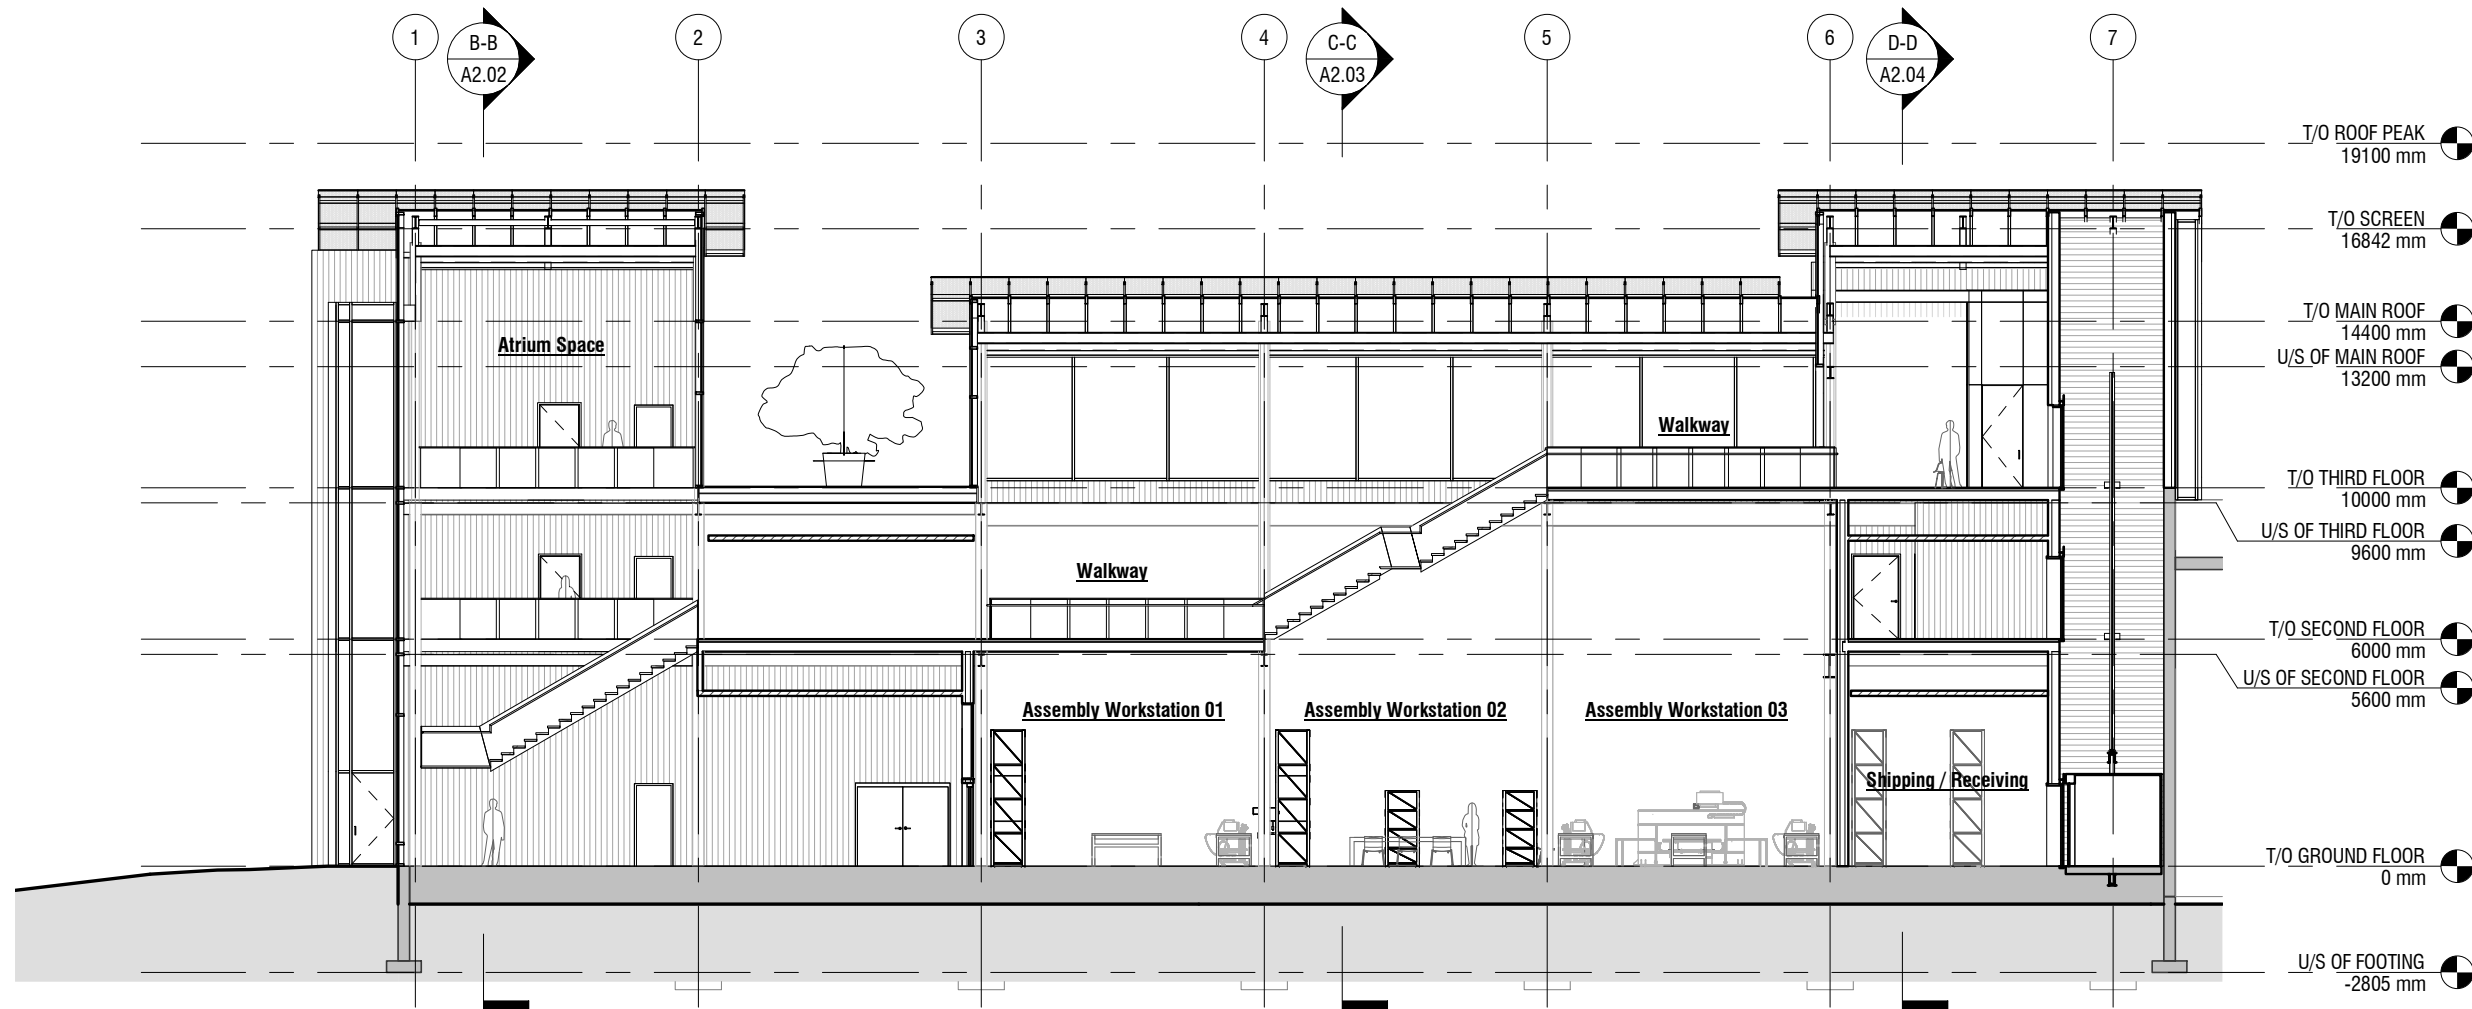 1
B-B
A2.02
2
3
4
C-C
A2.03
5
6
D-D
A2.04
7
T/O ROOF PEAK
19100 mm
T/O SCREEN
16842 mm
T/O MAIN ROOF
14400 mm
U/S OF MAIN ROOF
13200 mm
T/O THIRD FLOOR
10000 mm
U/S OF THIRD FLOOR
9600 mm
T/O SECOND FLOOR
6000 mm
U/S OF SECOND FLOOR
5600 mm
T/O GROUND FLOOR
0 mm
U/S OF FOOTING
-2805 mm
Atrium Space
Walkway
Walkway
Assembly Workstation 01
Assembly Workstation 02
Assembly Workstation 03
Shipping / Receiving